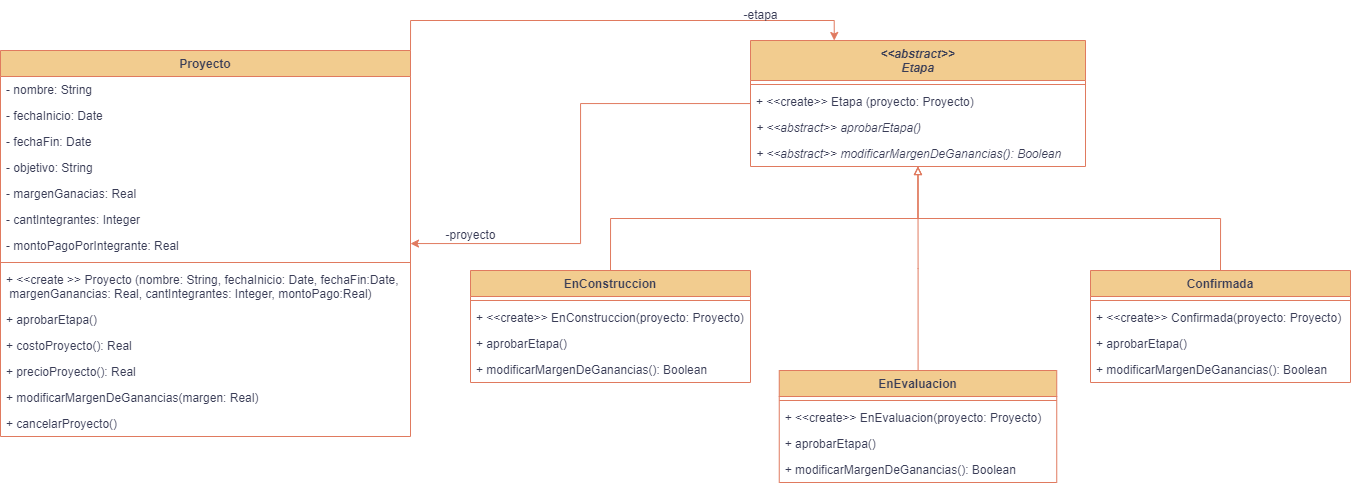 -etapa
Proyecto
- nombre: String
- fechaInicio: Date
- fechaFin: Date
- objetivo: String
- margenGanacias: Real
- cantIntegrantes: Integer
- montoPagoPorIntegrante: Real
+ <<create >> Proyecto (nombre: String, fechaInicio: Date, fechaFin:Date,
margenGanancias: Real, cantIntegrantes: Integer, montoPago:Real)
+ aprobarEtapa()
+ costoProyecto(): Real
+ precioProyecto(): Real
+ modificarMargenDeGanancias(margen: Real)
+ cancelarProyecto()
<<abstract>>
Etapa
+ <<create>> Etapa (proyecto: Proyecto)
+ <<abstract>> aprobarEtapa()
+ <<abstract>> modificarMargenDeGanancias(): Boolean
-proyecto
EnConstruccion
+ <<create>> EnConstruccion(proyecto: Proyecto)
+ aprobarEtapa()
+ modificarMargenDeGanancias(): Boolean
EnEvaluacion
+ <<create>> EnEvaluacion(proyecto: Proyecto)
+ aprobarEtapa()
+ modificarMargenDeGanancias(): Boolean
Confirmada
+ <<create>> Confirmada(proyecto: Proyecto)
+ aprobarEtapa()
+ modificarMargenDeGanancias(): Boolean